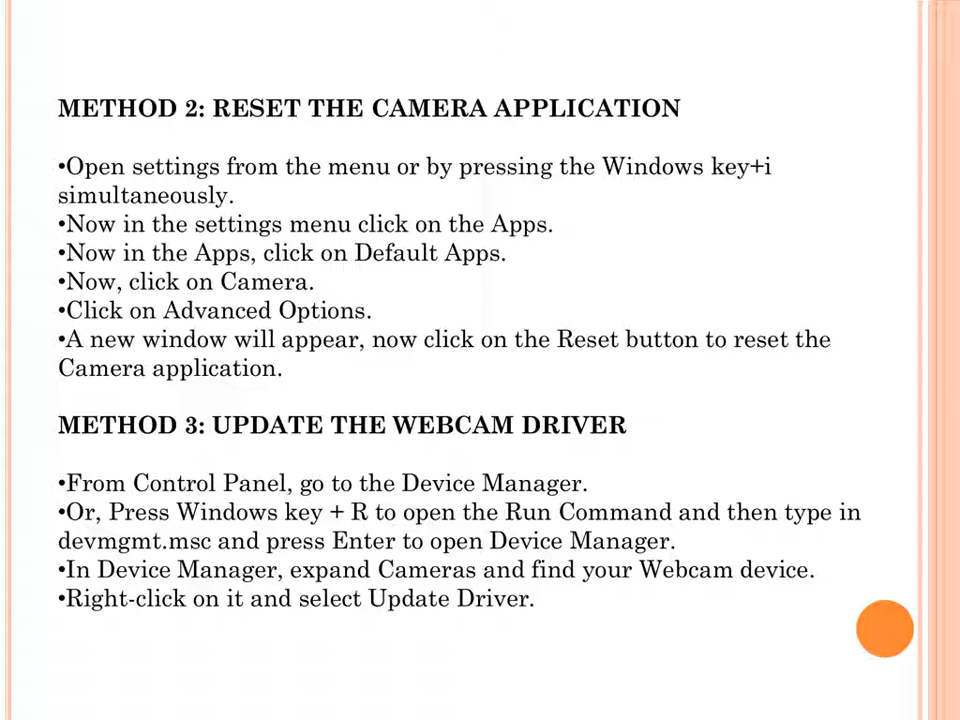 METHOD 2: RESET THE CAMERA APPLICATION
•Open settings from the menu or by pressing the Windows key+i
simultaneously.
•Now in the settings menu click on the Apps.
•Now in the Apps, click on Default Apps.
•Now, click on Camera.
•Click on Advanced Options.
•A new window will appear, now click on the Reset button to reset the
Camera application.
METHOD 3: UPDATE THE WEBCAM DRIVER
•From Control Panel, go to the Device Manager.
•Or, Press Windows key + R to open the Run Command and then type in
devmgmt.msc and press Enter to open Device Manager.
•In Device Manager, expand Cameras and find your Webcam device.
•Right-click on it and select Update Driver.